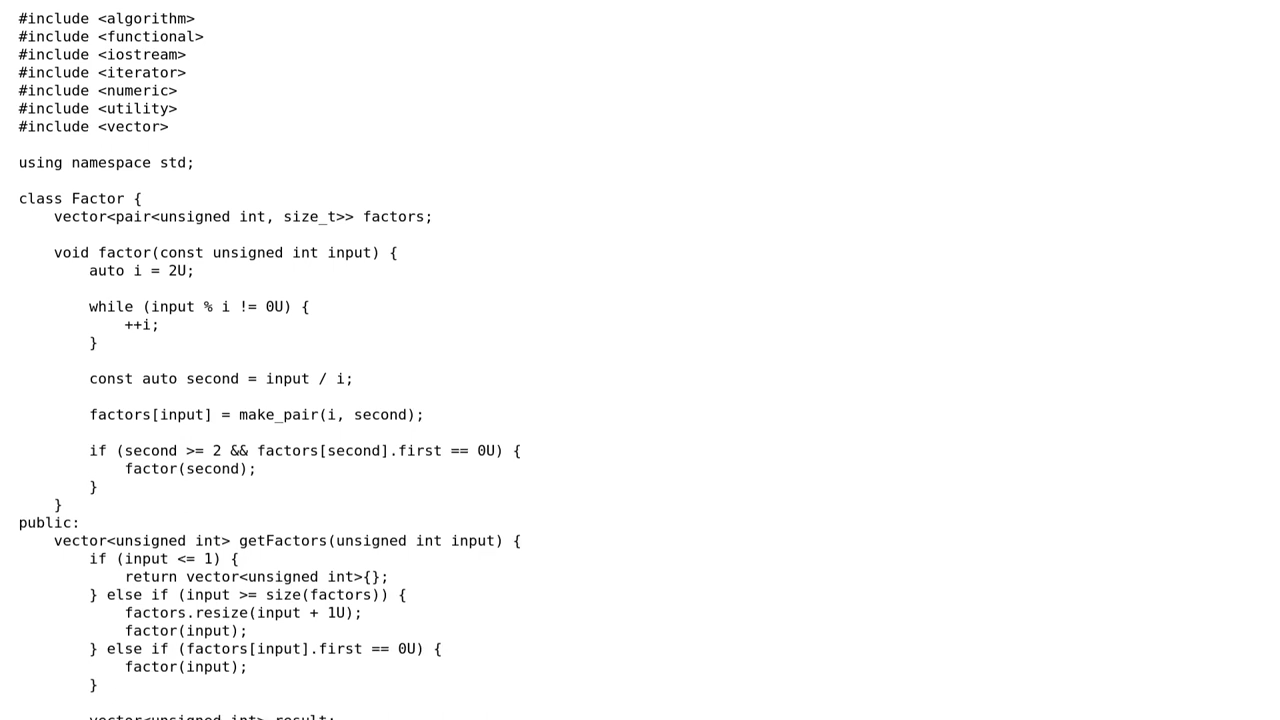 #include <algorithm>
#include <functional>
#include <iostream>
#include <iterator>
#include <numeric>
#include <utility>
#include <vector>

using namespace std;

class Factor {
    vector<pair<unsigned int, size_t>> factors;

    void factor(const unsigned int input) {
        auto i = 2U;

        while (input % i != 0U) {
            ++i;
        }

        const auto second = input / i;

        factors[input] = make_pair(i, second);

        if (second >= 2 && factors[second].first == 0U) {
            factor(second);
        }
    }
public:
    vector<unsigned int> getFactors(unsigned int input) {
        if (input <= 1) {
            return vector<unsigned int>{};
        } else if (input >= size(factors)) {
            factors.resize(input + 1U);
            factor(input);
        } else if (factors[input].first == 0U) {
            factor(input);
        }

        vector<unsigned int> result;